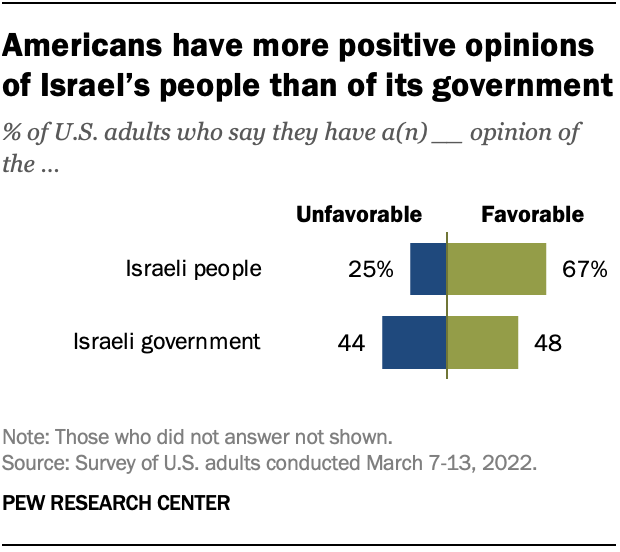 Americans have more positive opinions
of Israel's people than of its government
% of U.S. adults who say they have a(n) __ opinion of
the ...
Unfavorable Favorable
Israeli people 25% 67%
Israeli government 44 48
Note: Those who did not answer not shown.
Source: Survey of U.S. adults conducted March 7-13, 2022.
PEW RESEARCH CENTER